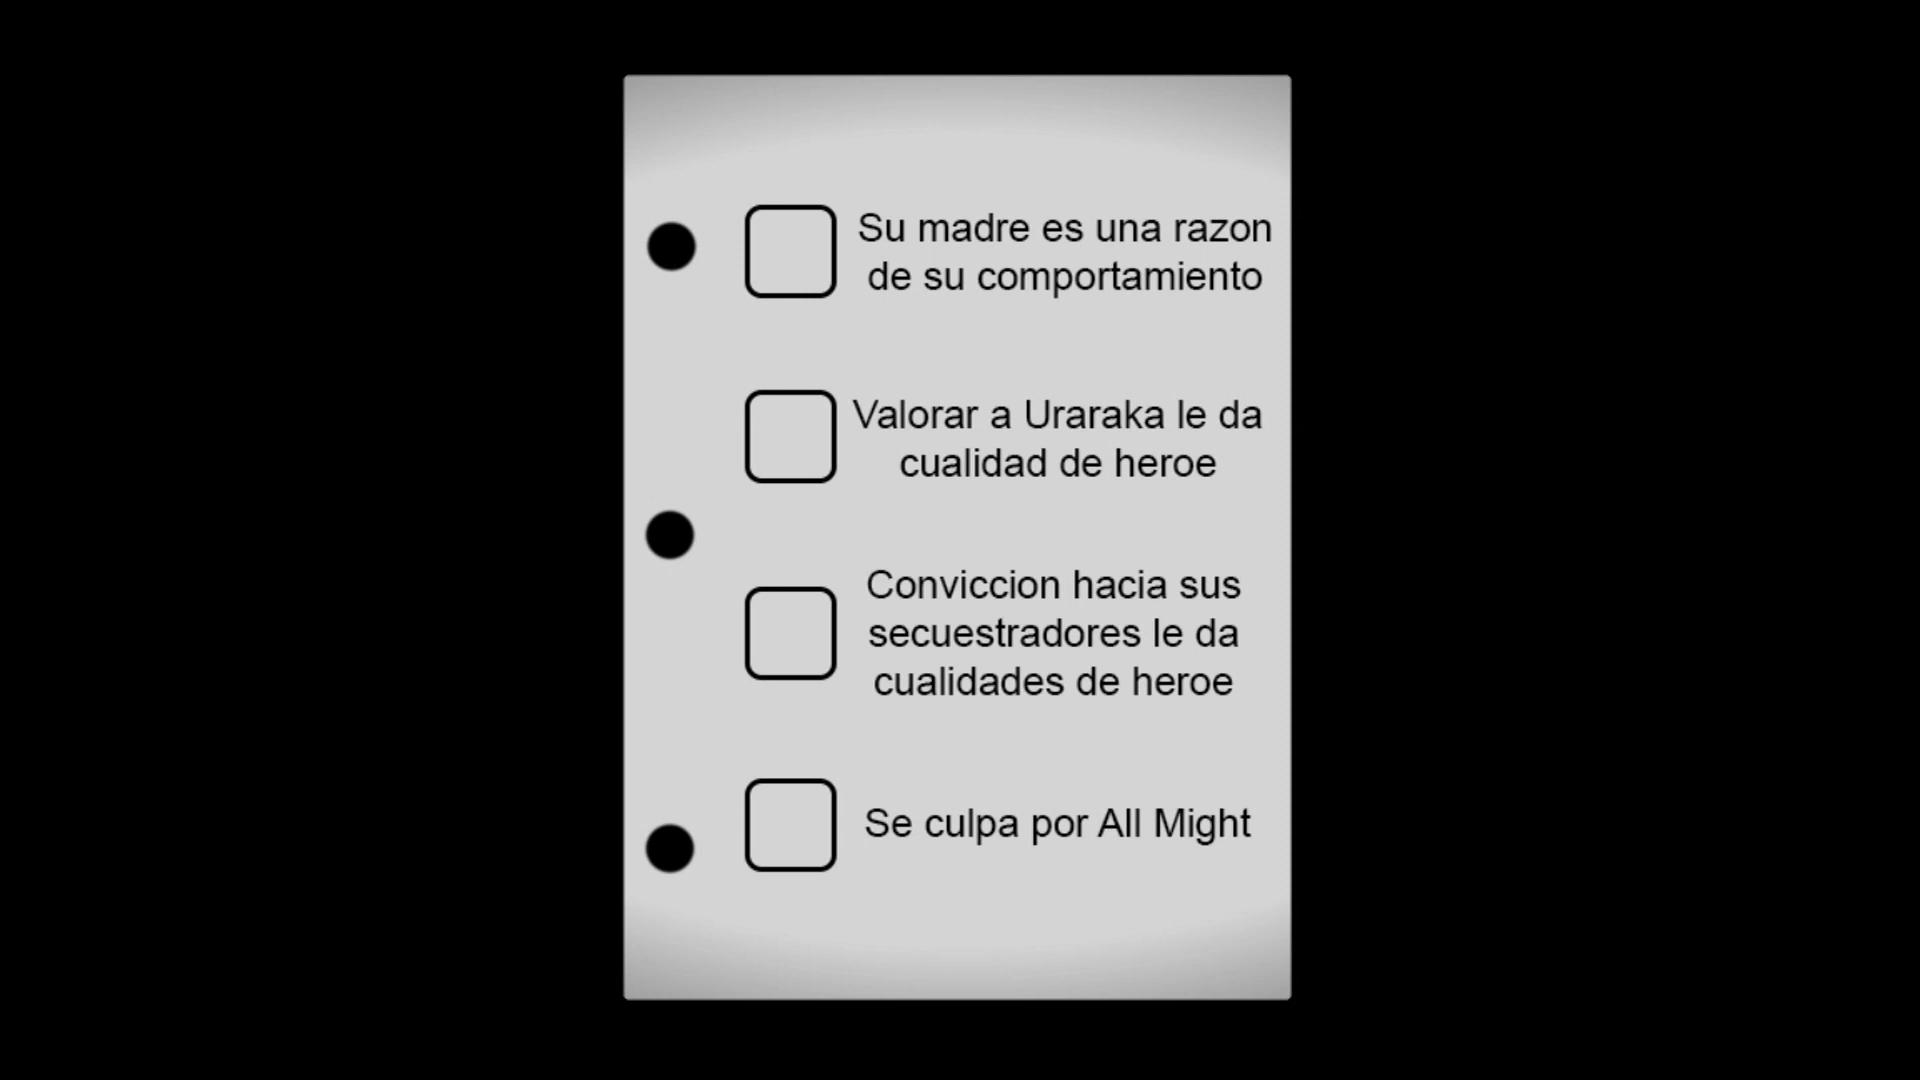 Su madre es una razon
de su comportamiento
Valorar a Uraraka le da
cualidad de heroe
Conviccion hacia sus
secuestradores le da
cualidades de heroe
Se culpa por All Might